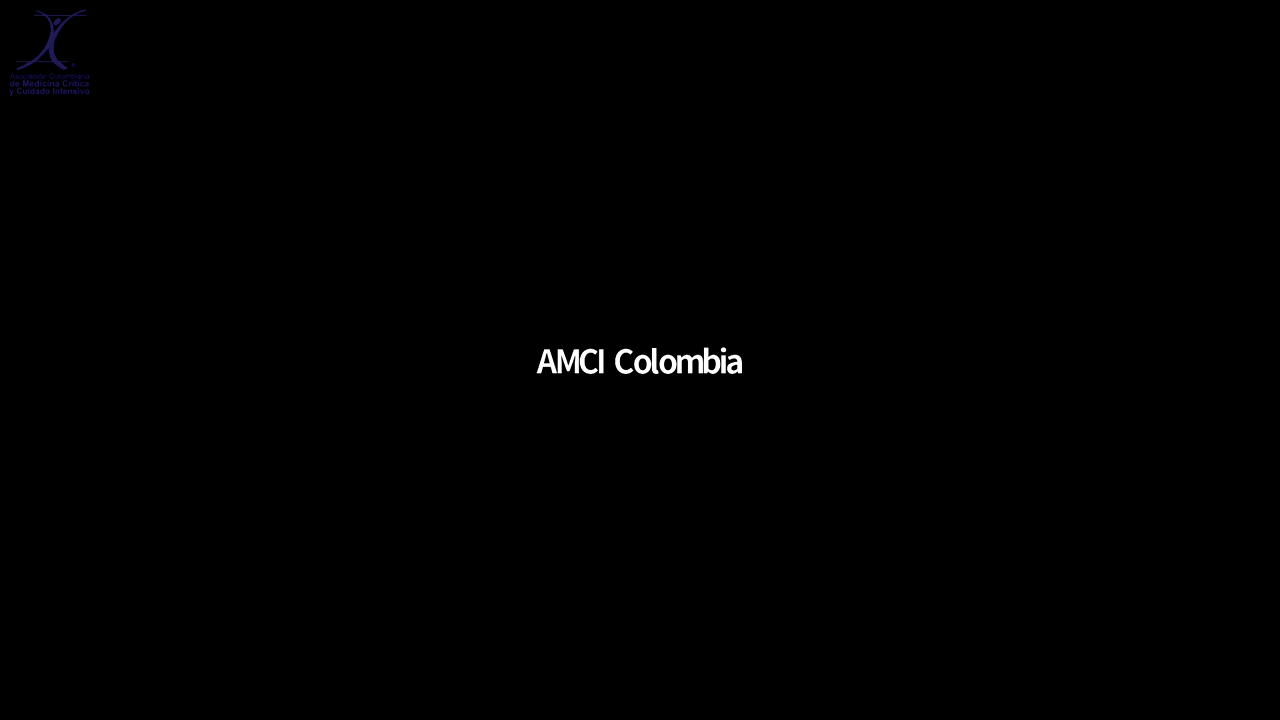 Asociación Colombiana
de Medicina Crítica
y Cuidado Intensivo
AMCI Colombia